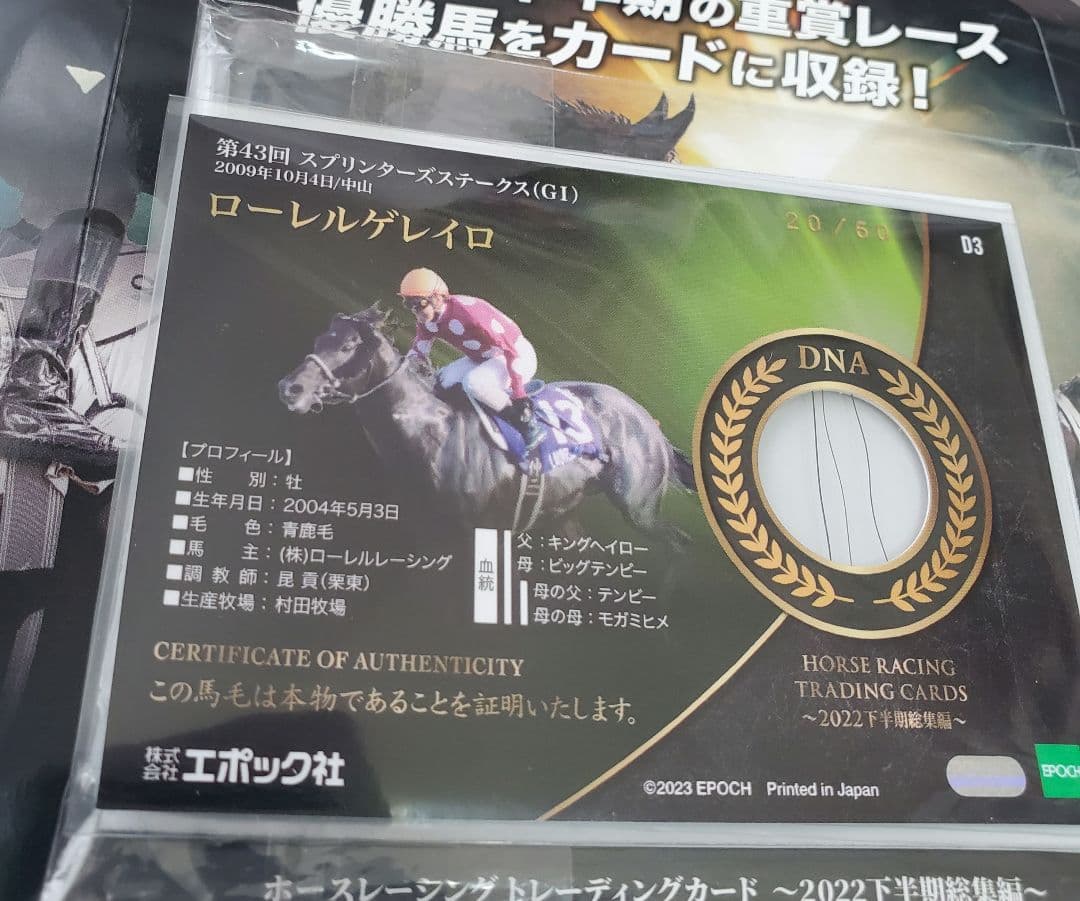 半期の重賞レース
優勝馬をカードに収録!
第43回 スプリンターズステークス(GI)
2009年10月4日/中山
ローレルゲレイロ
20/60
D3
DNA
13
【プロフィール】
■性 別:牡
■生年月日:2004年5月3日
■毛 色:青鹿毛
■馬 主:(株)ローレルレーシング
■調教師:昆 貢(栗東)
■生産牧場:村田牧場
血統
父:キングヘイロー
母:ビッグテンビー
母の父:テンビー
母の母:モガミヒメ
CERTIFICATE OF AUTHENTICITY
この馬毛は本物であることを証明いたします。
HORSE RACING
TRADING CARDS
~2022下半期総集編~
株式会社エポック社
©2023 EPOCH Printed in Japan
EPOCH
ホースレーシング トレーディングカード ~2022下半期総集編~